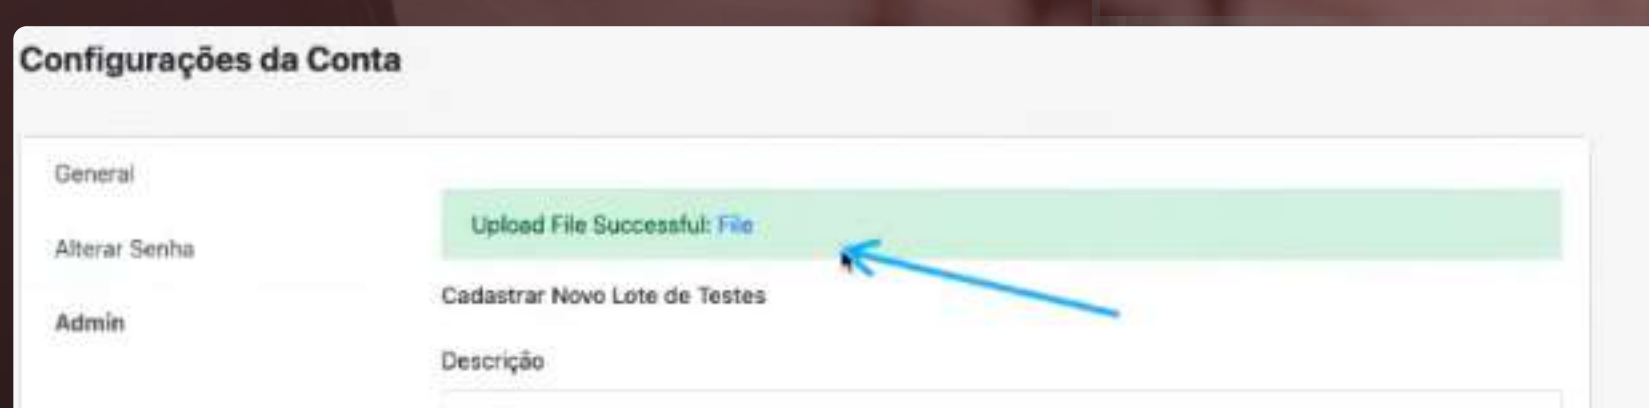 Configurações da Conta
General
Upload File Successful: File
Alterar Senha
Cadastrar Novo Lote de Testes
Admin
Descrição